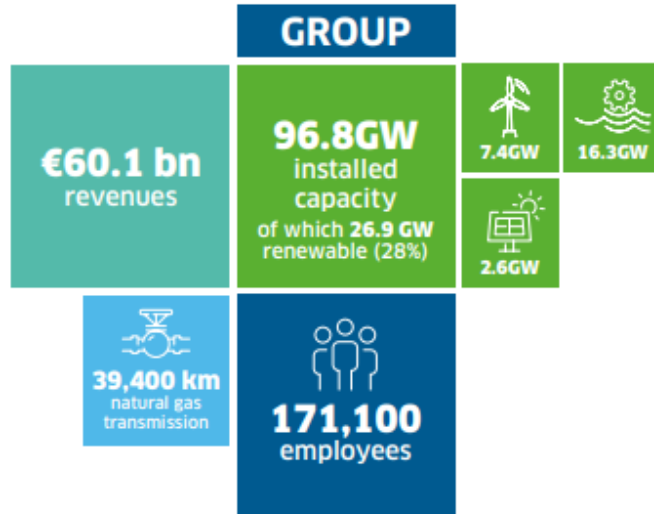 GROUP
€60.1 bn
revenues
96.8GW
installed
capacity
of which 26.9 GW
renewable (28%)
7.4GW
16.3GW
2.6GW
39,400 km
natural gas
transmission
171,100
employees